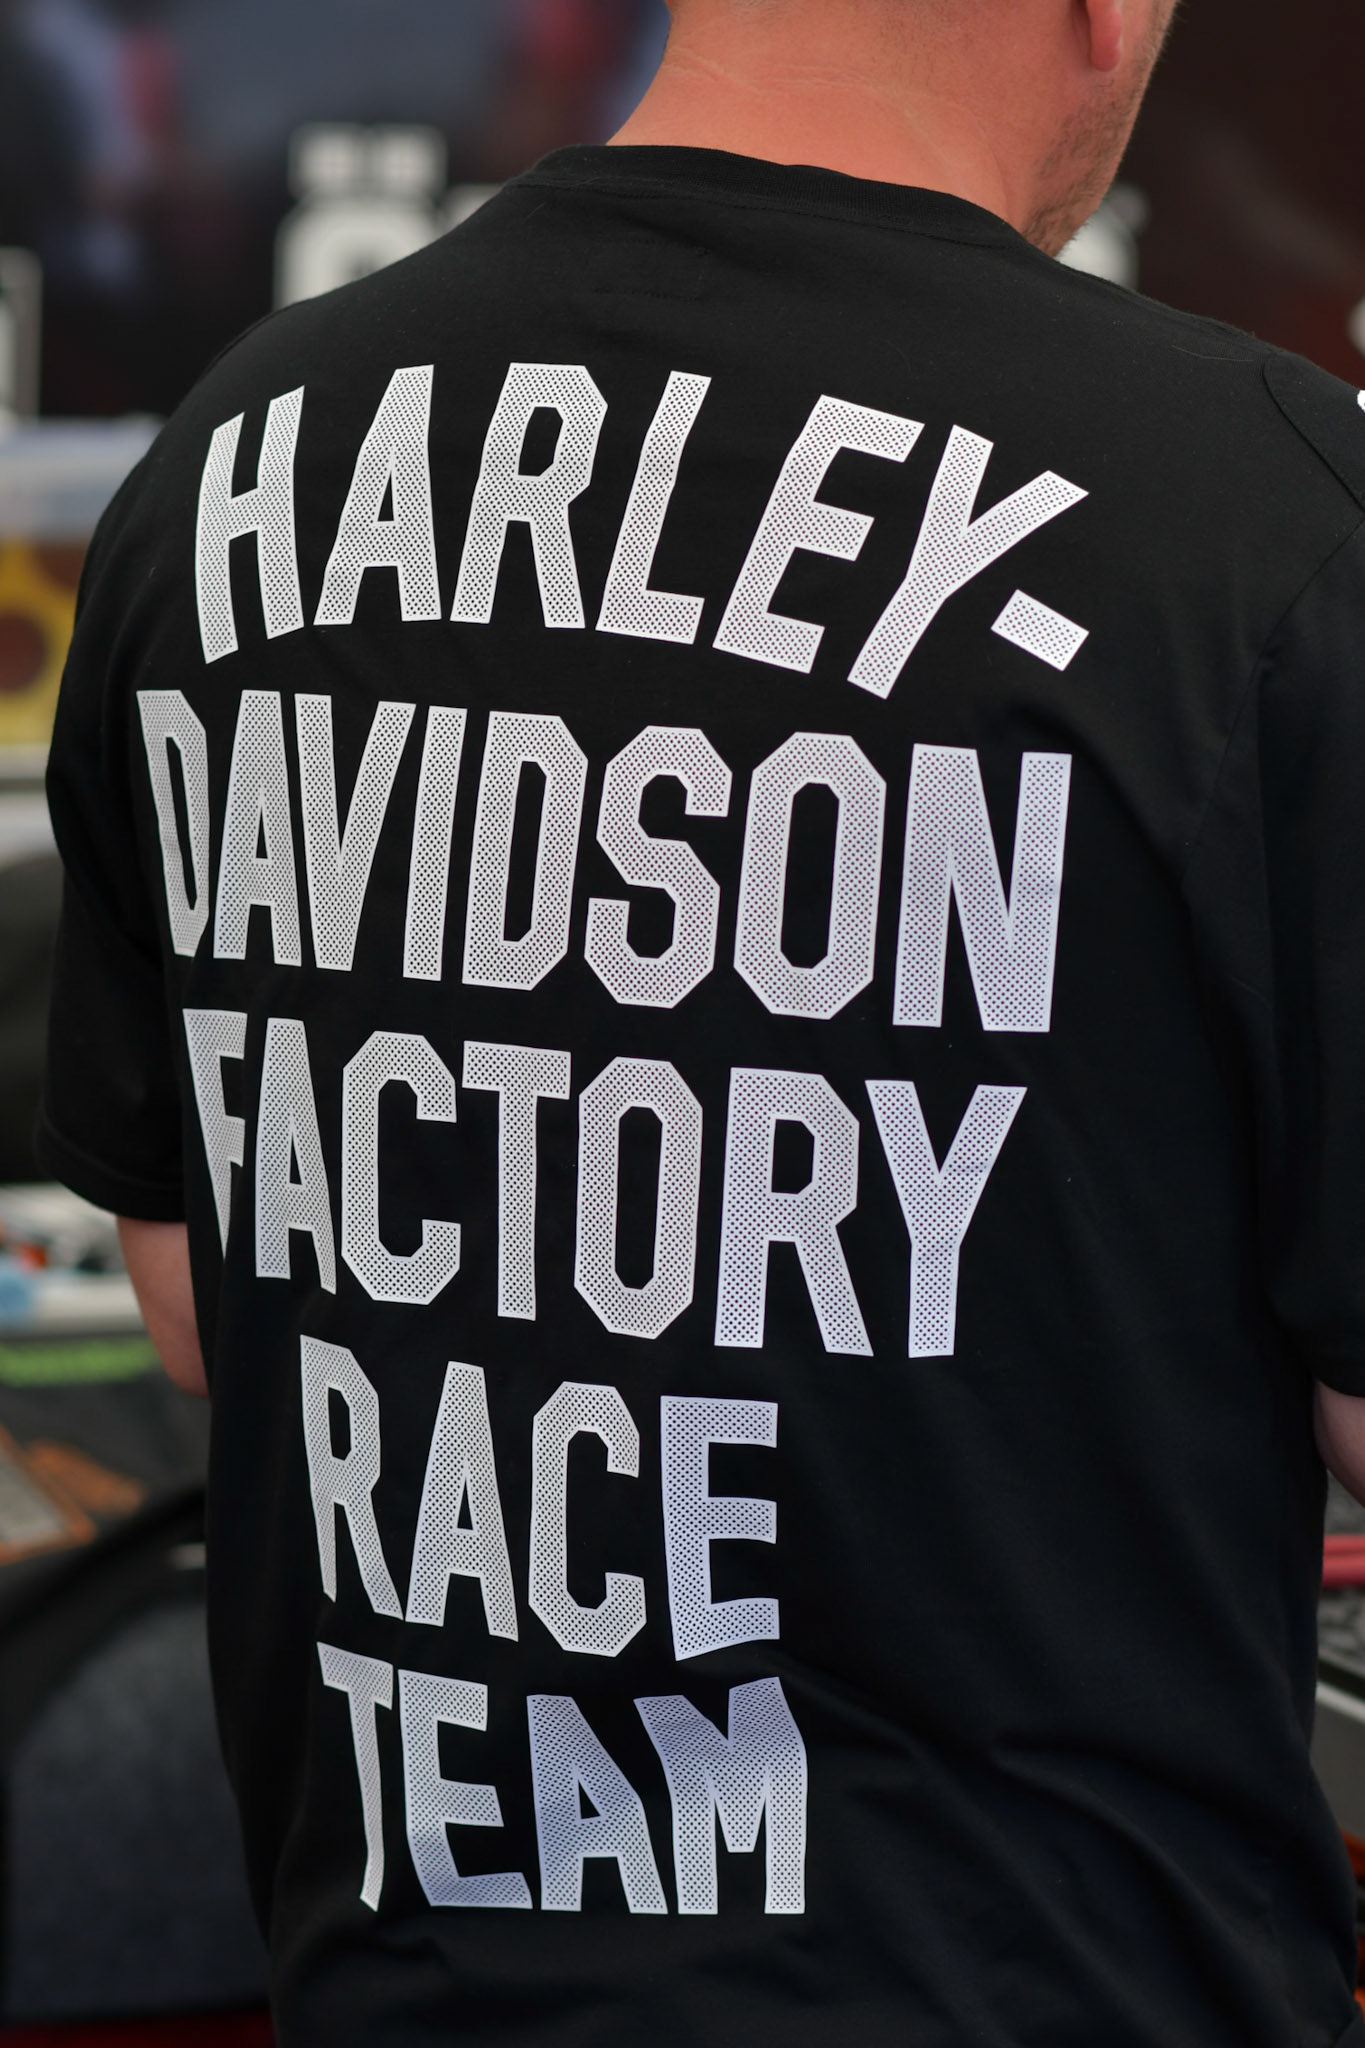 HARLEY-
DAVIDSON
FACTORY
RACE
TEAM